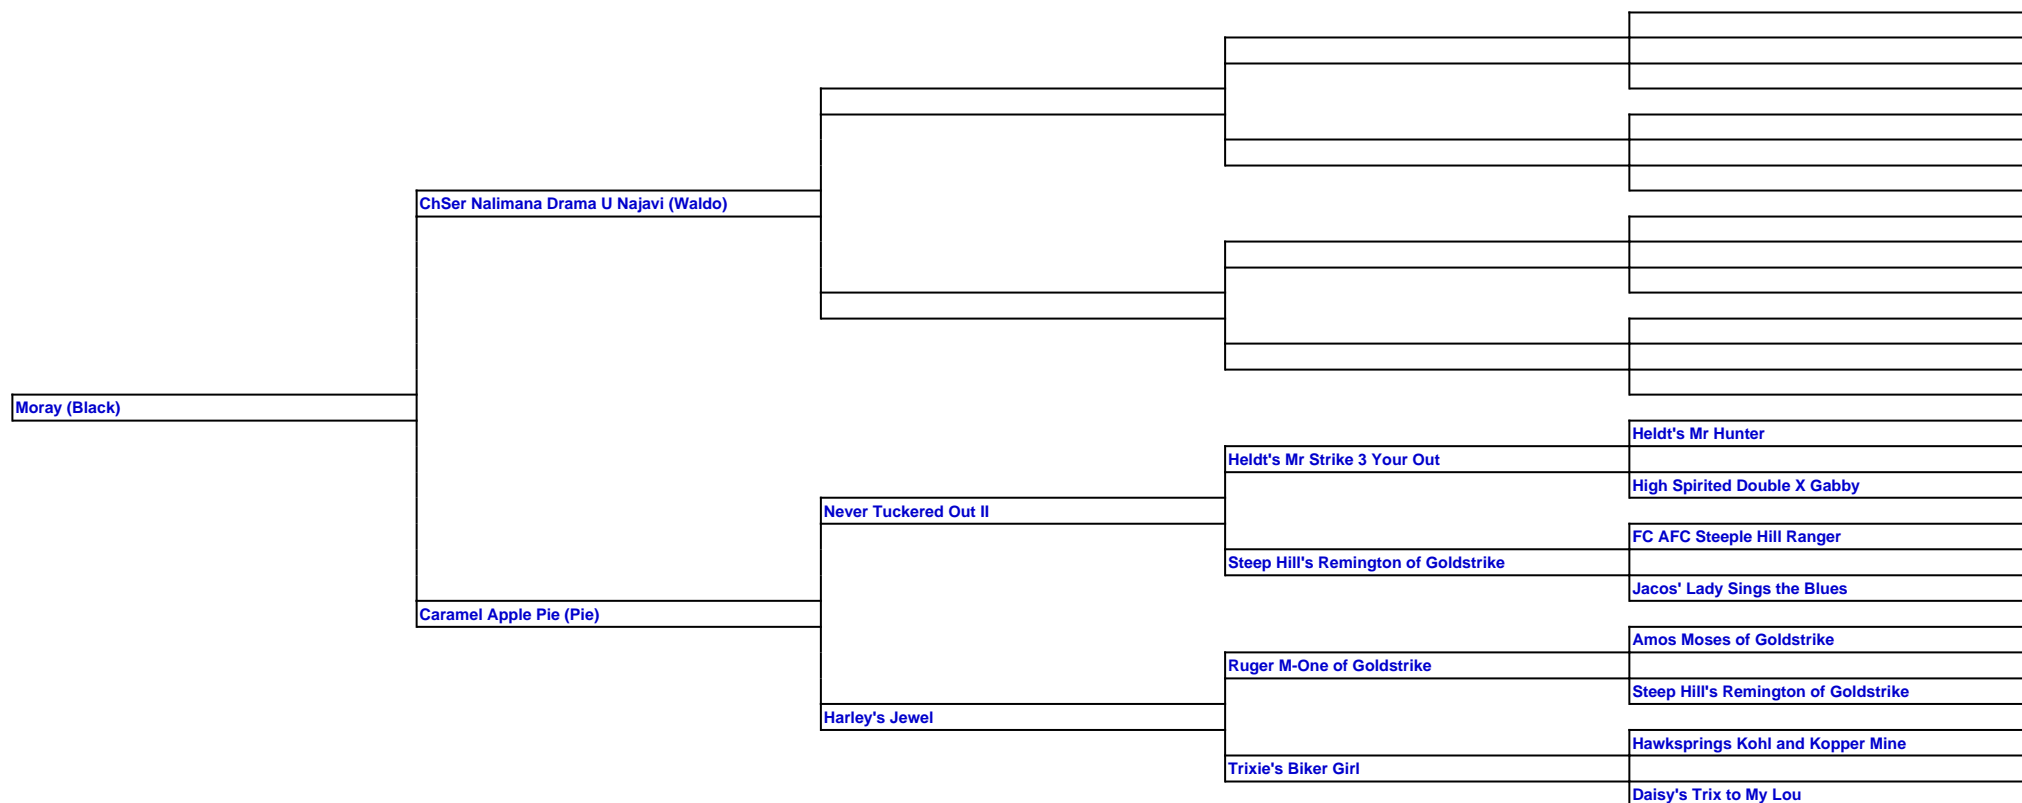 ChSer Nalimana Drama U Najavi (Waldo)
Moray (Black)
Heldt's Mr Hunter
Heldt's Mr Strike 3 Your Out
High Spirited Double X Gabby
Never Tuckered Out II
FC AFC Steeple Hill Ranger
Steep Hill's Remington of Goldstrike
Jacos' Lady Sings the Blues
Caramel Apple Pie (Pie)
Amos Moses of Goldstrike
Ruger M-One of Goldstrike
Steep Hill's Remington of Goldstrike
Harley's Jewel
Hawksprings Kohl and Kopper Mine
Trixie's Biker Girl
Daisy's Trix to My Lou